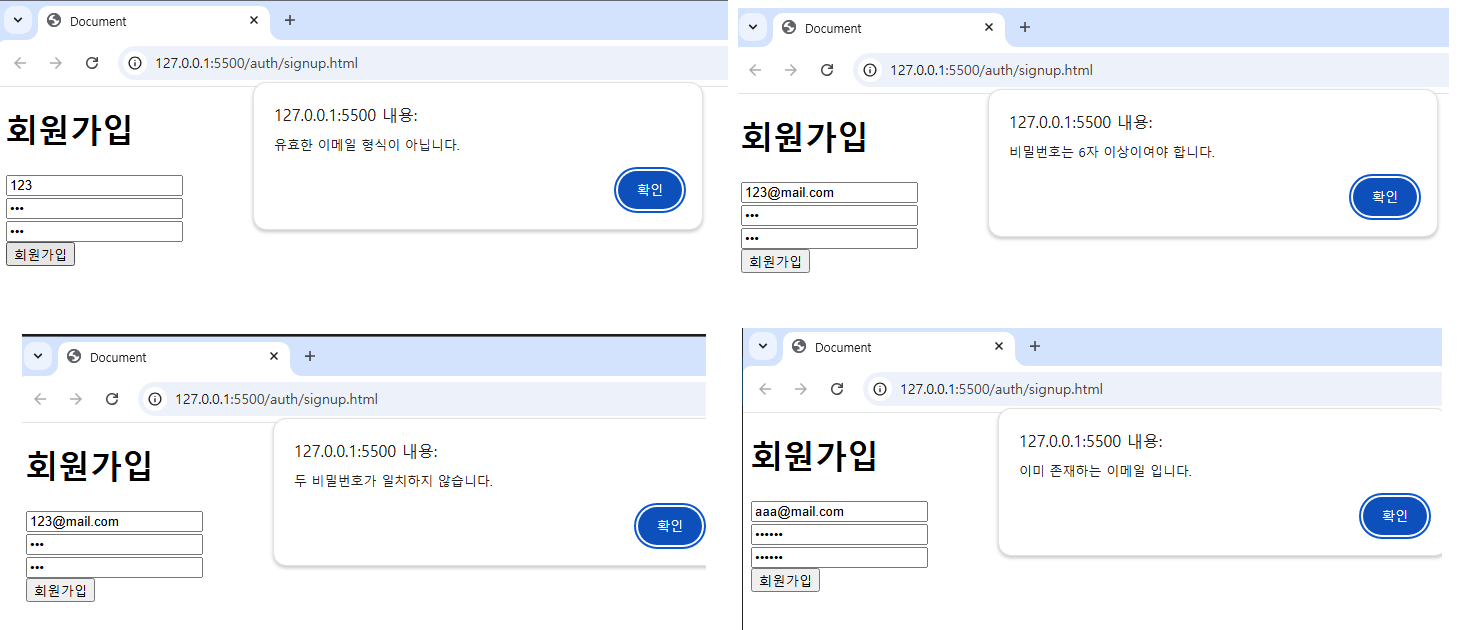 Document
127.0.0.1:5500/auth/signup.html
127.0.0.1:5500 내용:
유효한 이메일 형식이 아닙니다.
확인
회원가입
123
•••
•••
회원가입
Document
127.0.0.1:5500/auth/signup.html
127.0.0.1:5500 내용:
비밀번호는 6자 이상이여야 합니다.
확인
회원가입
123@mail.com
•••
•••
회원가입
Document
127.0.0.1:5500/auth/signup.html
127.0.0.1:5500 내용:
두 비밀번호가 일치하지 않습니다.
확인
회원가입
123@mail.com
•••
•••
회원가입
Document
127.0.0.1:5500/auth/signup.html
127.0.0.1:5500 내용:
이미 존재하는 이메일 입니다.
확인
회원가입
aaa@mail.com
••••••
••••••
회원가입